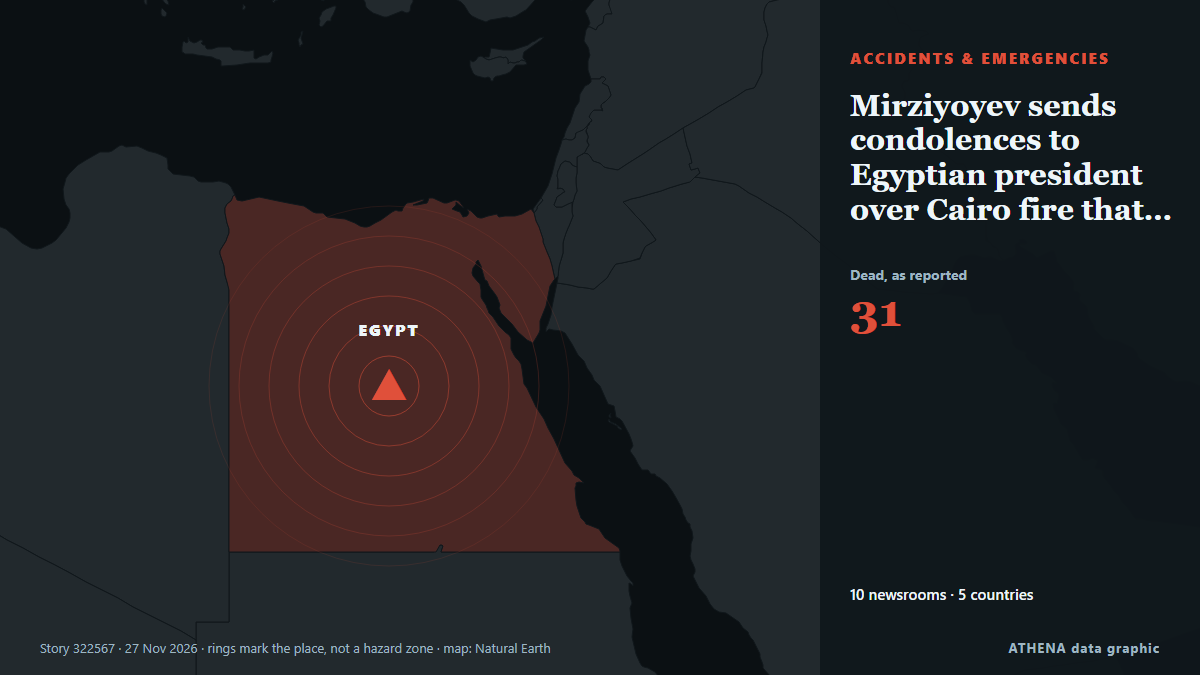 ACCIDENTS & EMERGENCIES
Mirziyoyev sends
condolences to
Egyptian president
over Cairo fire that...
Dead, as reported
31
EGYPT
10 newsrooms · 5 countries
Story 322567 · 27 Nov 2026 · rings mark the place, not a hazard zone · map: Natural Earth
ATHENA data graphic